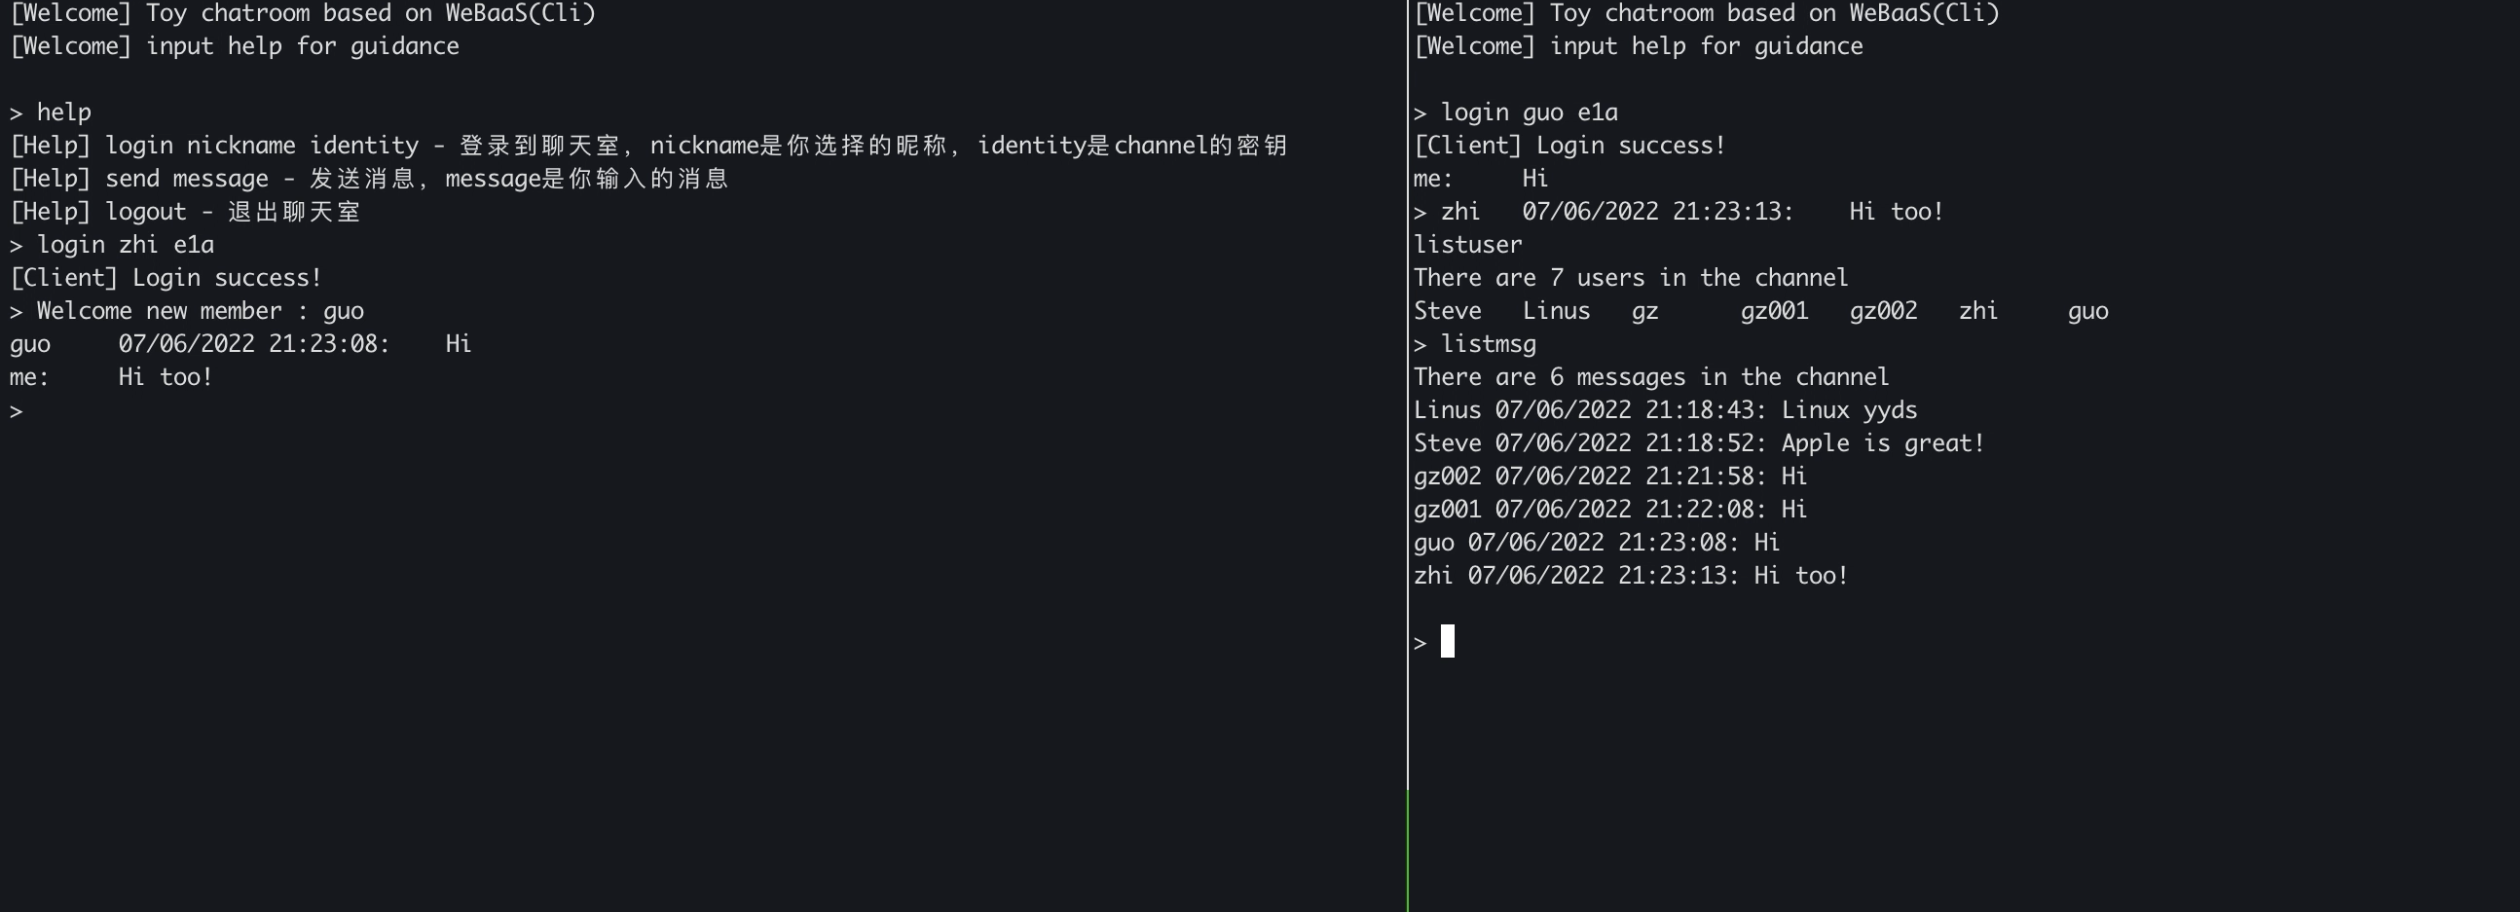 [Welcome] Toy chatroom based on WeBaaS(Cli)
[Welcome] input help for guidance
> help
[Help] login nickname identity - 登录到聊天室, nickname是你选择的昵称, identity是channel的密钥
[Help] send message - 发送消息, message是你输入的消息
[Help] logout - 退出聊天室
> login zhi e1a
[Client] Login success!
> Welcome new member : guo
guo 07/06/2022 21:23:08: Hi
me: Hi too!
>
[Welcome] Toy chatroom based on WeBaaS(Cli)
[Welcome] input help for guidance
> login guo e1a
[Client] Login success!
me: Hi
> zhi 07/06/2022 21:23:13: Hi too!
listuser
There are 7 users in the channel
Steve Linus gz gz001 gz002 zhi guo
> listmsg
There are 6 messages in the channel
Linus 07/06/2022 21:18:43: Linux yyds
Steve 07/06/2022 21:18:52: Apple is great!
gz002 07/06/2022 21:21:58: Hi
gz001 07/06/2022 21:22:08: Hi
guo 07/06/2022 21:23:08: Hi
zhi 07/06/2022 21:23:13: Hi too!
>